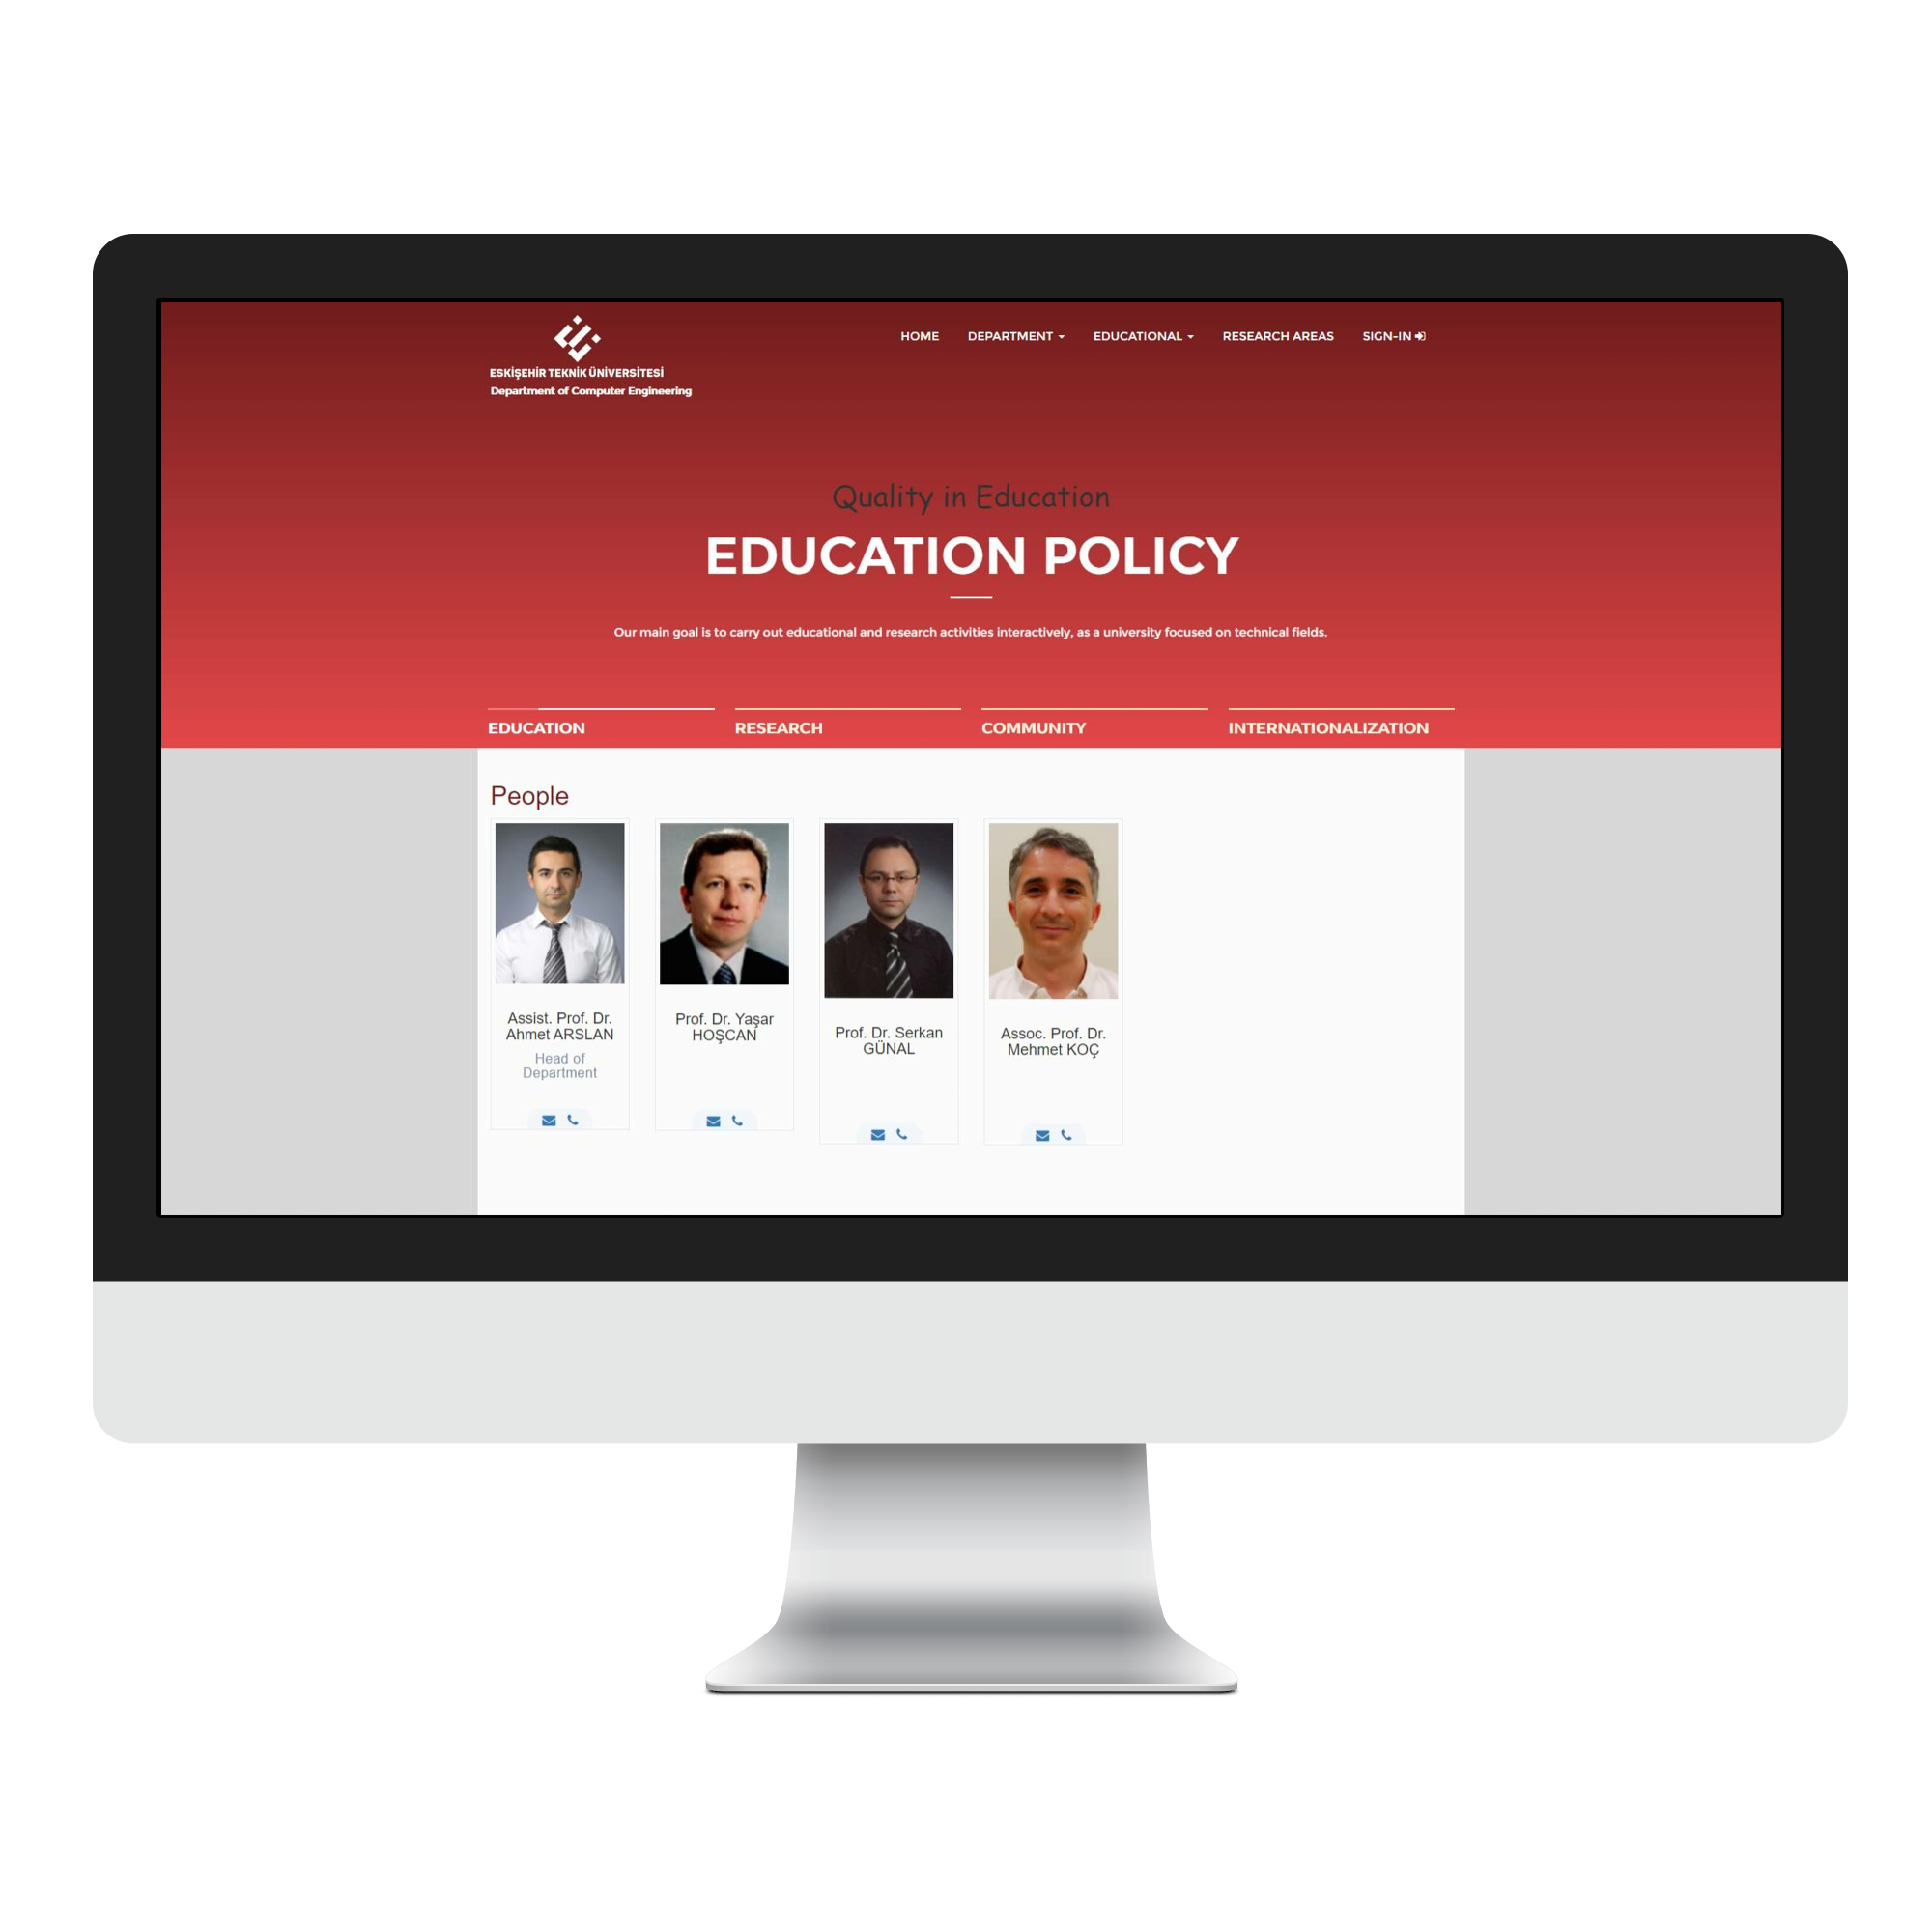 HOME
DEPARTMENT
EDUCATIONAL
RESEARCH AREAS
SIGN-IN
ESKİŞEHİR TEKNİK ÜNİVERSİTESİ
Department of Computer Engineering
Quality in Education
EDUCATION POLICY
Our main goal is to carry out educational and research activities interactively, as a university focused on technical fields.
EDUCATION
RESEARCH
COMMUNITY
INTERNATIONALIZATION
People
Assist. Prof. Dr.
Ahmet ARSLAN
Head of
Department
Prof. Dr. Yaşar
HOŞCAN
Prof. Dr. Serkan
GÜNAL
Assoc. Prof. Dr.
Mehmet KOÇ